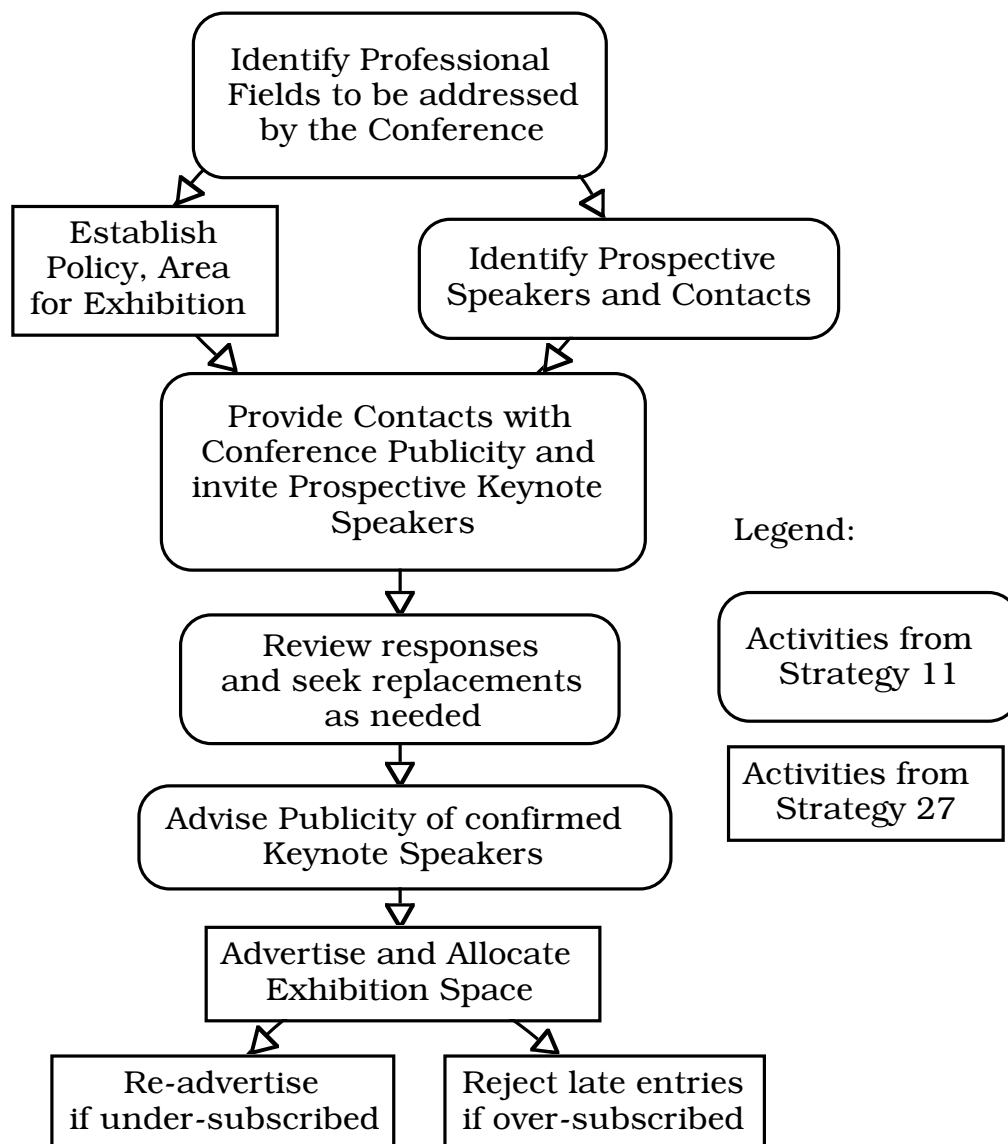 Identify Professional
Fields to be addressed
by the Conference
Establish
Policy, Area
for Exhibition
Identify Prospective
Speakers and Contacts
Provide Contacts with
Conference Publicity and
invite Prospective Keynote
Speakers
Review responses
and seek replacements
as needed
Advise Publicity of confirmed
Keynote Speakers
Advertise and Allocate
Exhibition Space
Re-advertise
if under-subscribed
Reject late entries
if over-subscribed
Legend:
Activities from
Strategy 11
Activities from
Strategy 27